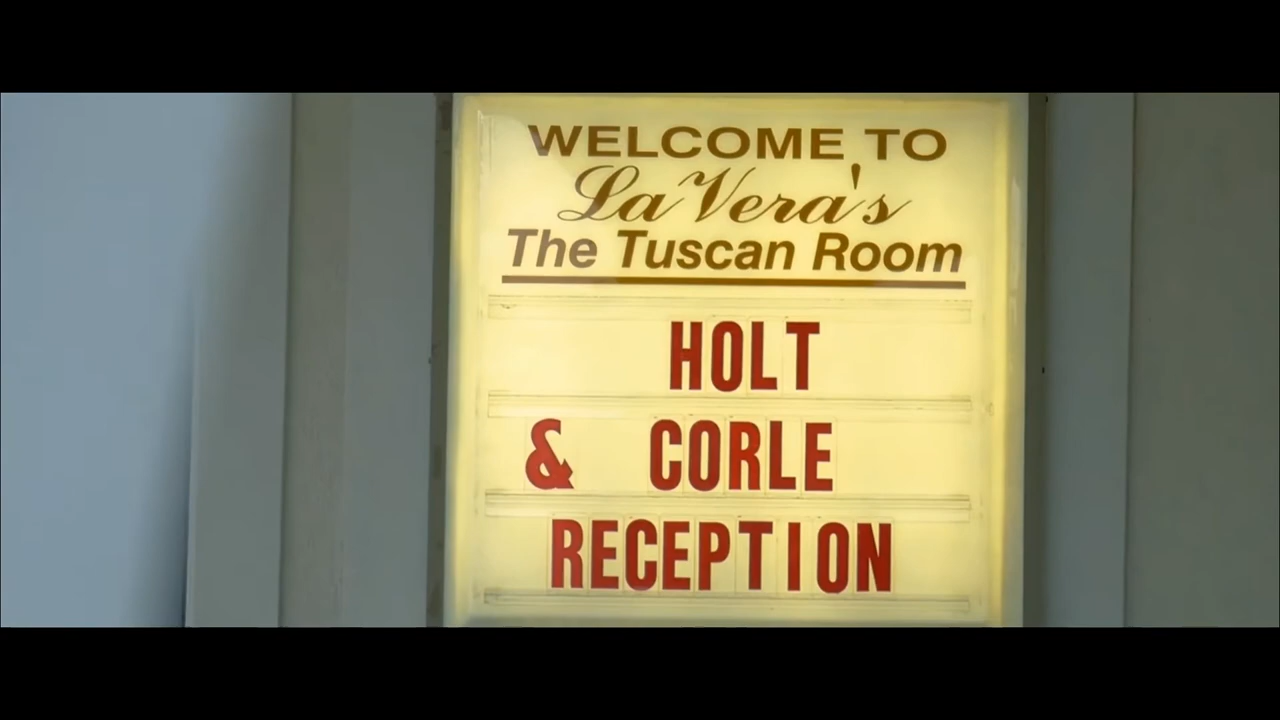 WELCOME TO
La Vera's
The Tuscan Room
HOLT
& CORLE
RECEPTION